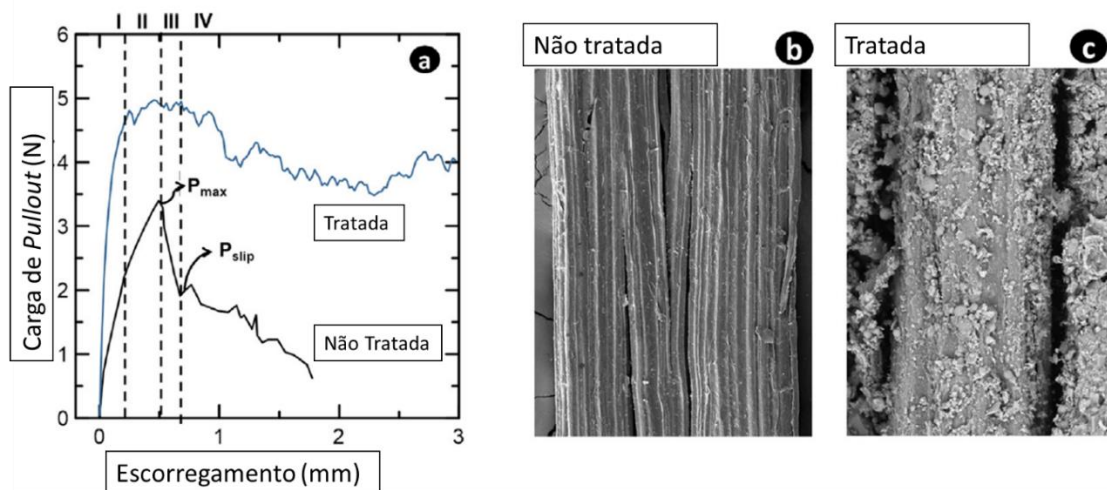 I II III IV
6
5
4
3
2
1
0
Carga de Pullout (N)
a
Pmax
Tratada
Pslip
Não Tratada
0 1 2 3
Escorregamento (mm)
Não tratada
b
Tratada
c